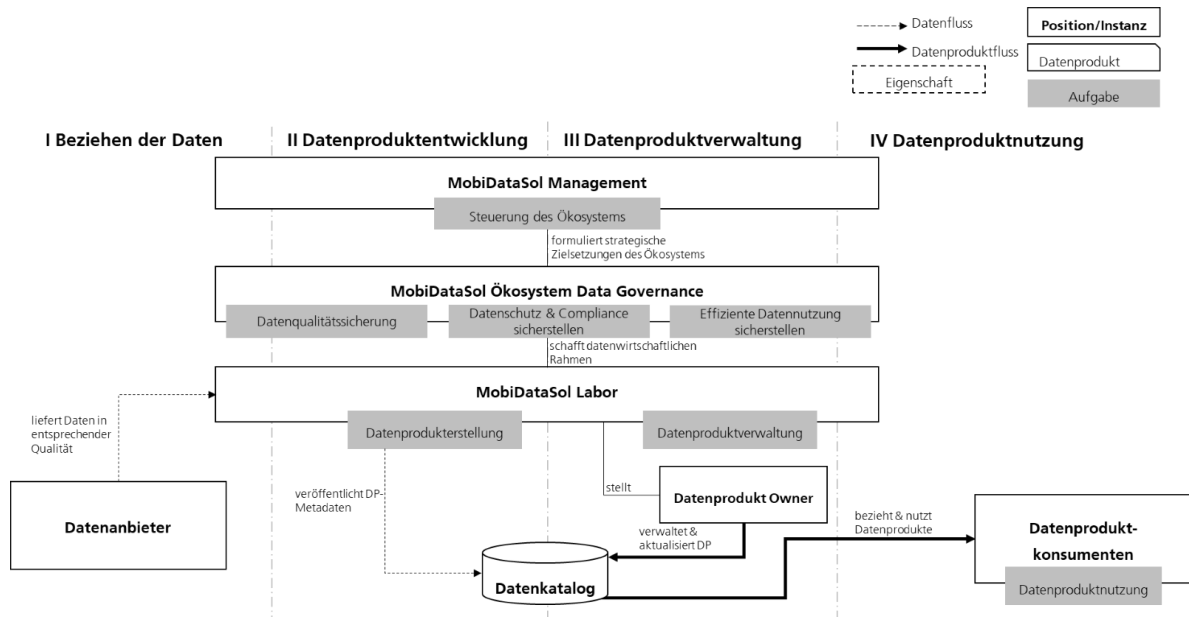 Datenfluss
Datenproduktfluss
Eigenschaft
Position/Instanz
Datenprodukt
Aufgabe
I Beziehen der Daten
II Datenproduktentwicklung
III Datenproduktverwaltung
IV Datenproduktnutzung
MobiDataSol Management
Steuerung des Ökosystems
formuliert strategische
Zielsetzungen des Ökosystems
MobiDataSol Ökosystem Data Governance
Datenqualitätssicherung
Datenschutz & Compliance
sicherstellen
Effiziente Datennutzung
sicherstellen
schafft datenwirtschaftlichen
Rahmen
MobiDataSol Labor
Datenprodukterstellung
Datenproduktverwaltung
liefert Daten in
entsprechender
Qualität
Datenanbieter
veröffentlicht DP-
Metadaten
stellt
Datenprodukt Owner
verwaltet &
aktualisiert DP
Datenkatalog
bezieht & nutzt
Datenprodukte
Datenprodukt-
konsumenten
Datenproduktnutzung